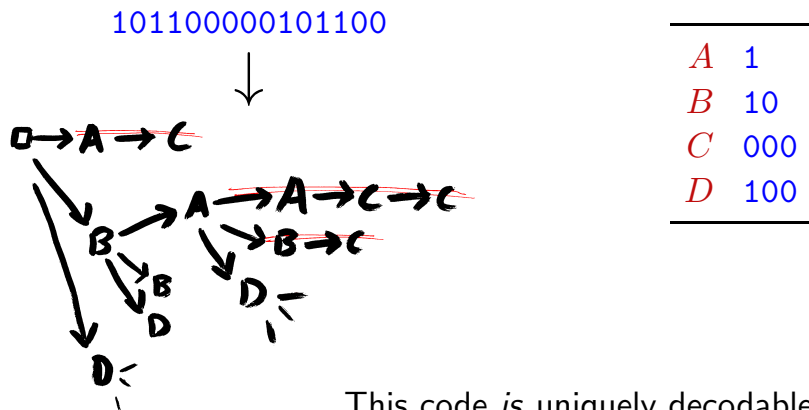 101100000101100
A 1
B 10
C 000
D 100
□ A C
A A C C
B B C
B D
D
D
This code is uniquely decodable